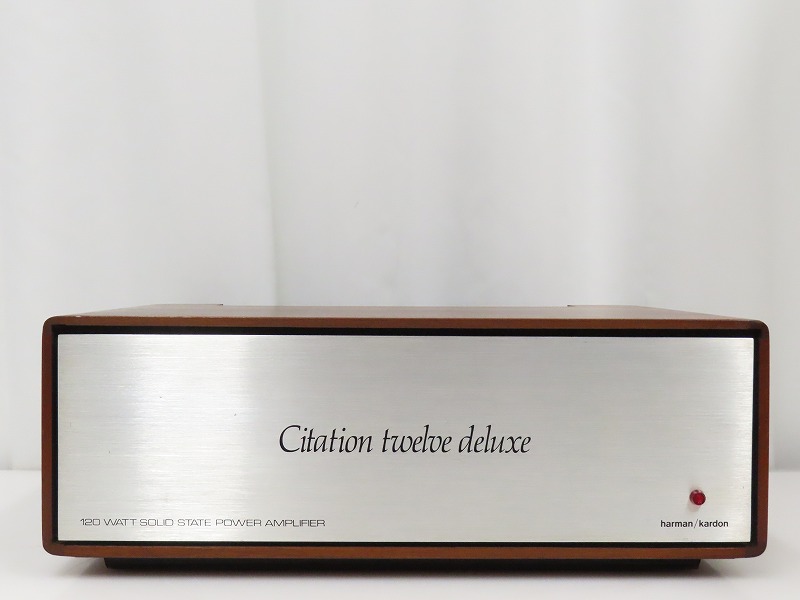 Citation twelve deluxe
120 WATT SOLID STATE POWER AMPLIFIER
harman/kardon